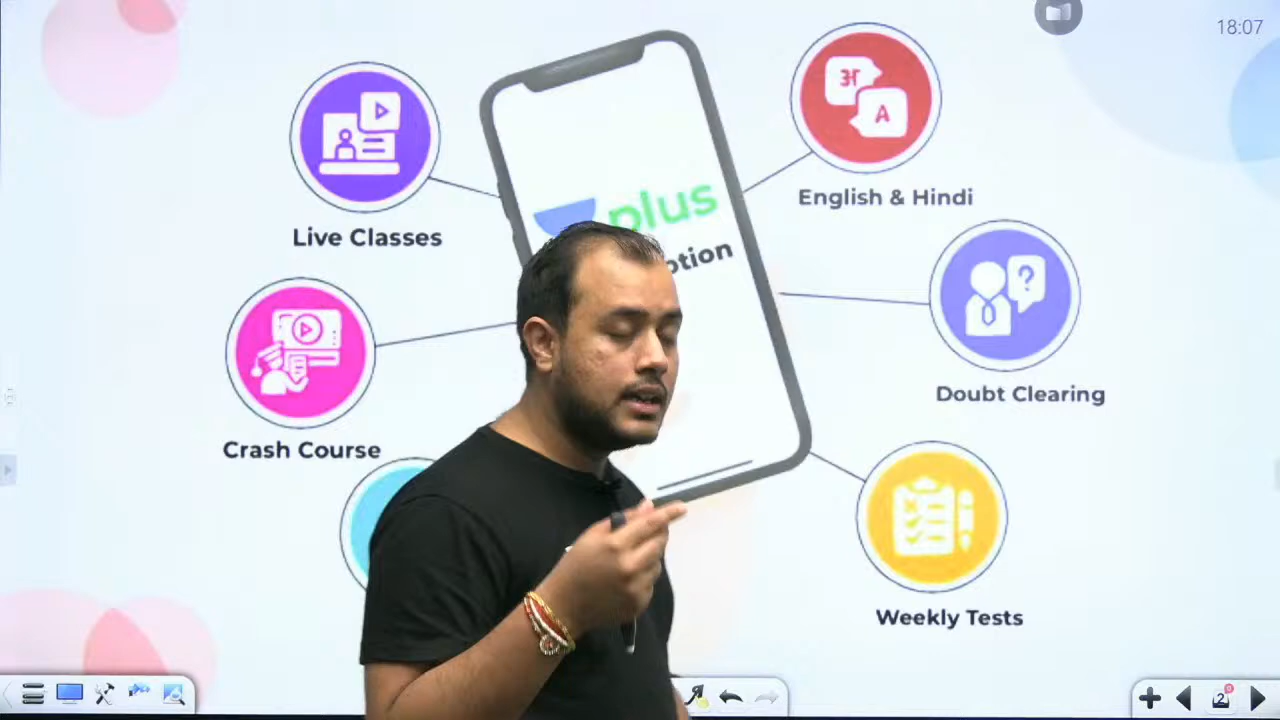 18:07
अ
A
English & Hindi
plus
Live Classes
Doubt Clearing
Crash Course
Weekly Tests
2